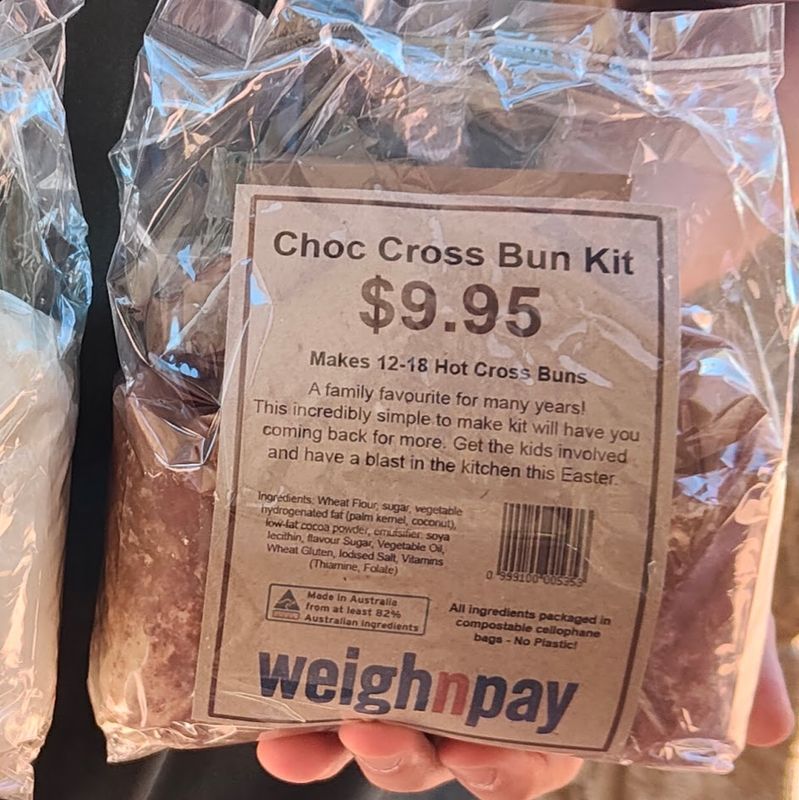 Choc Cross Bun Kit
$9.95
Makes 12-18 Hot Cross Buns
A family favourite for many years!
This incredibly simple to make kit will have you
coming back for more. Get the kids involved
and have a blast in the kitchen this Easter.
Ingredients: Wheat Flour, sugar, vegetable
hydrogenated fat (palm kernel, coconut),
low-fat cocoa powder, emulsifier: soya
lecithin, flavour Sugar, Vegetable Oil,
Wheat Gluten, Iodised Salt, Vitamins
(Thiamine, Folate)
0 999100 005353
Made in Australia
from at least 82%
Australian ingredients
All ingredients packaged in
compostable cellophane
bags - No Plastic!
weighnpay